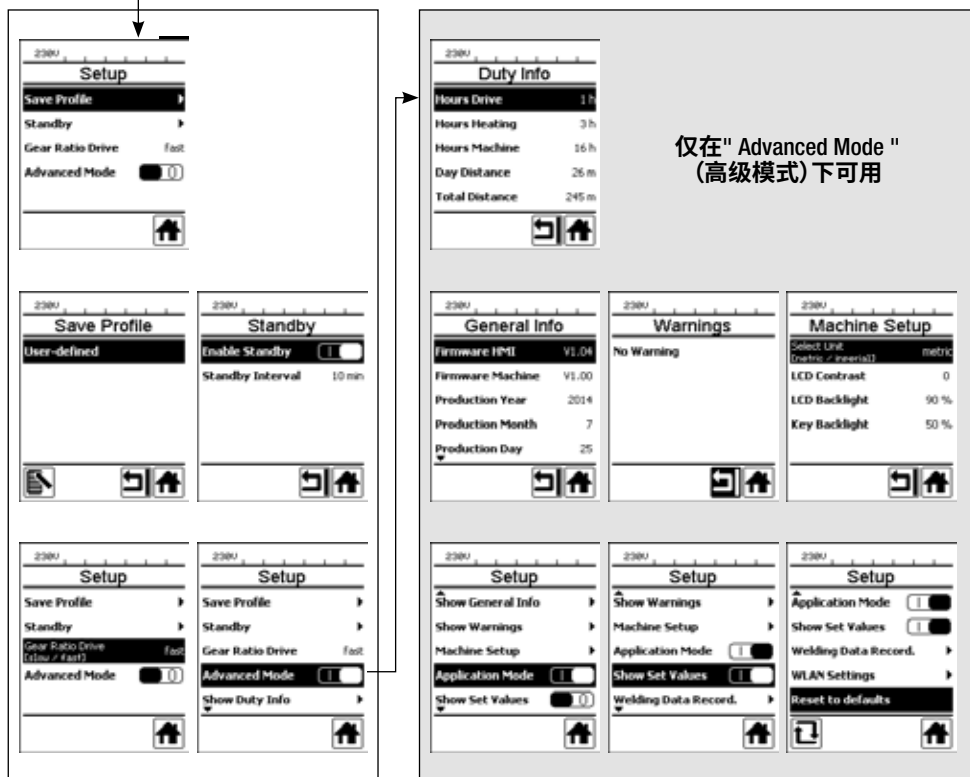 230V
Setup
Save Profile
Standby
Gear Ratio Drive Fast
Advanced Mode 0
230V
Duty Info
Hours Drive 1 h
Hours Heating 3 h
Hours Machine 16 h
Day Distance 26 m
Total Distance 245 m
仅在" Advanced Mode "
(高级模式)下可用
230V
Save Profile
User-defined
230V
Standby
Enable Standby I
Standby Interval 10 min
230V
General Info
Firmware HMI V1.04
Firmware Machine V1.00
Production Year 2014
Production Month 7
Production Day 25
230V
Warnings
No Warning
230V
Machine Setup
Select Unit metric
[metric / imperial]
LCD Contrast 0
LCD Backlight 90 %
Key Backlight 50 %
230V
Setup
Save Profile
Standby
Gear Ratio Drive Fast
[slow / fast]
Advanced Mode 0
230V
Setup
Save Profile
Standby
Gear Ratio Drive Fast
Advanced Mode I
Show Duty Info
230V
Setup
Show General Info
Show Warnings
Machine Setup
Application Mode I
Show Set Values 0
230V
Setup
Show Warnings
Machine Setup
Application Mode I
Show Set Values I
Welding Data Record.
230V
Setup
Application Mode I
Show Set Values I
Welding Data Record.
WLAN Settings
Reset to defaults